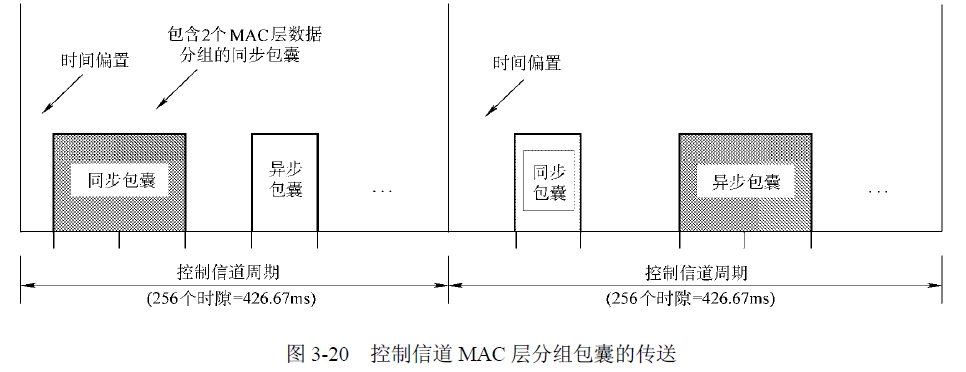 包含2个MAC层数据
分组的同步包囊
时间偏置
时间偏置
同步包囊
异步
包囊
...
同步
包囊
异步包囊
...
控制信道周期
(256个时隙=426.67ms)
控制信道周期
(256个时隙=426.67ms)
图 3-20 控制信道 MAC 层分组包囊的传送